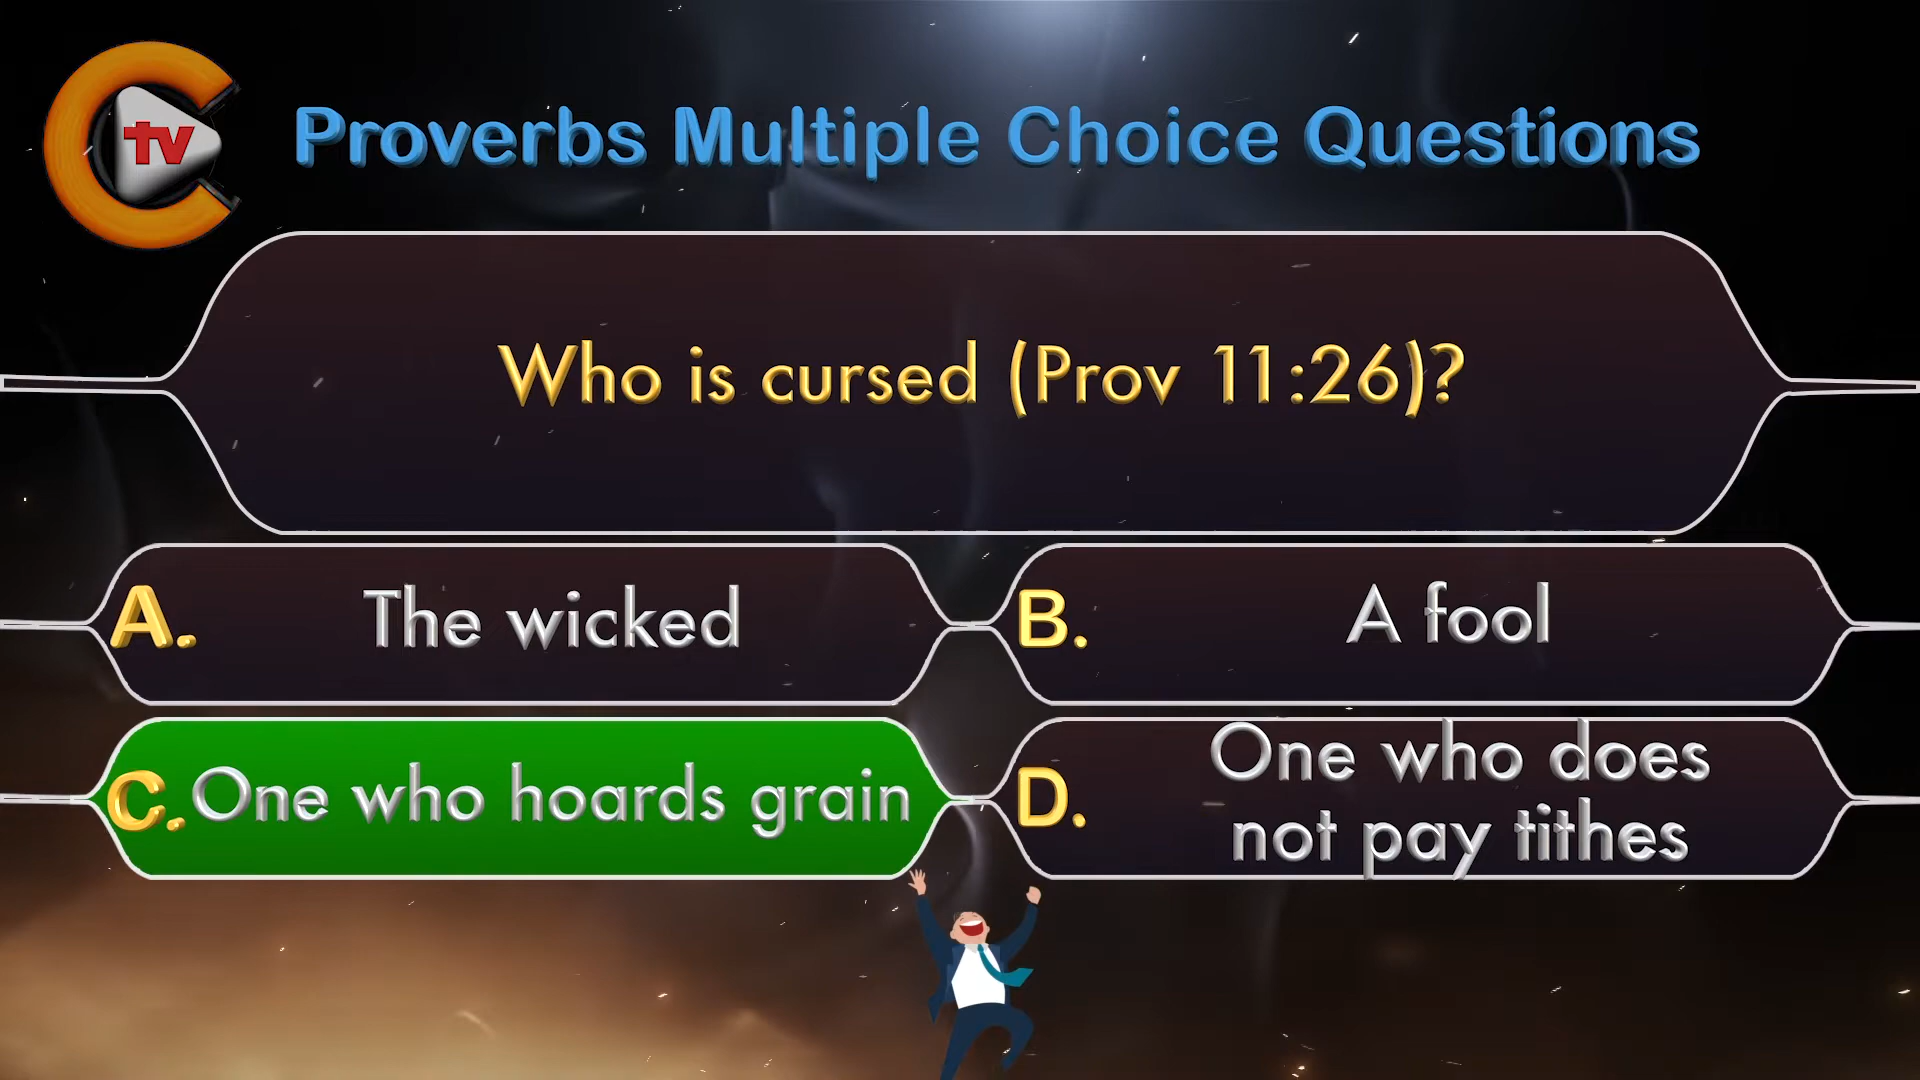 tv
Proverbs Multiple Choice Questions
Who is cursed (Prov 11:26)?
A. The wicked
B. A fool
C. One who hoards grain
D. One who does
not pay tithes